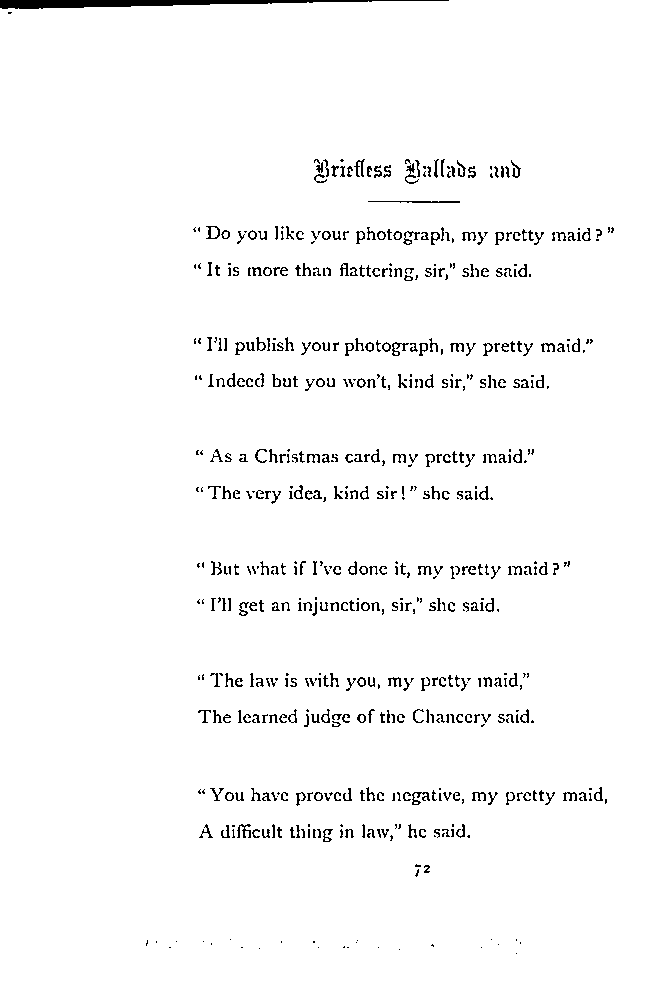 Briefless Ballads and
“Do you like your photograph, my pretty maid?”
“It is more than flattering, sir,” she said.
“I’ll publish your photograph, my pretty maid.”
“Indeed but you won’t, kind sir,” she said.
“As a Christmas card, my pretty maid.”
“The very idea, kind sir!” she said.
“But what if I’ve done it, my pretty maid?”
“I’ll get an injunction, sir,” she said.
“The law is with you, my pretty maid,”
The learned judge of the Chancery said.
“You have proved the negative, my pretty maid,
A difficult thing in law,” he said.
72